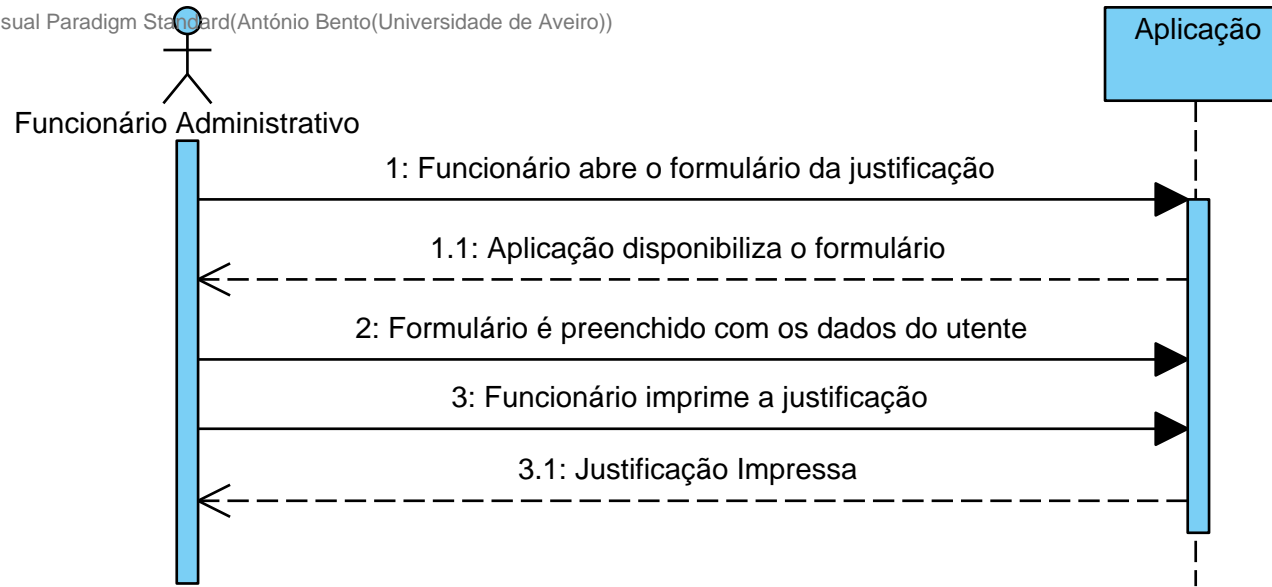 sual Paradigm Standard(António Bento(Universidade de Aveiro))
Aplicação
Funcionário Administrativo
1: Funcionário abre o formulário da justificação
1.1: Aplicação disponibiliza o formulário
2: Formulário é preenchido com os dados do utente
3: Funcionário imprime a justificação
3.1: Justificação Impressa